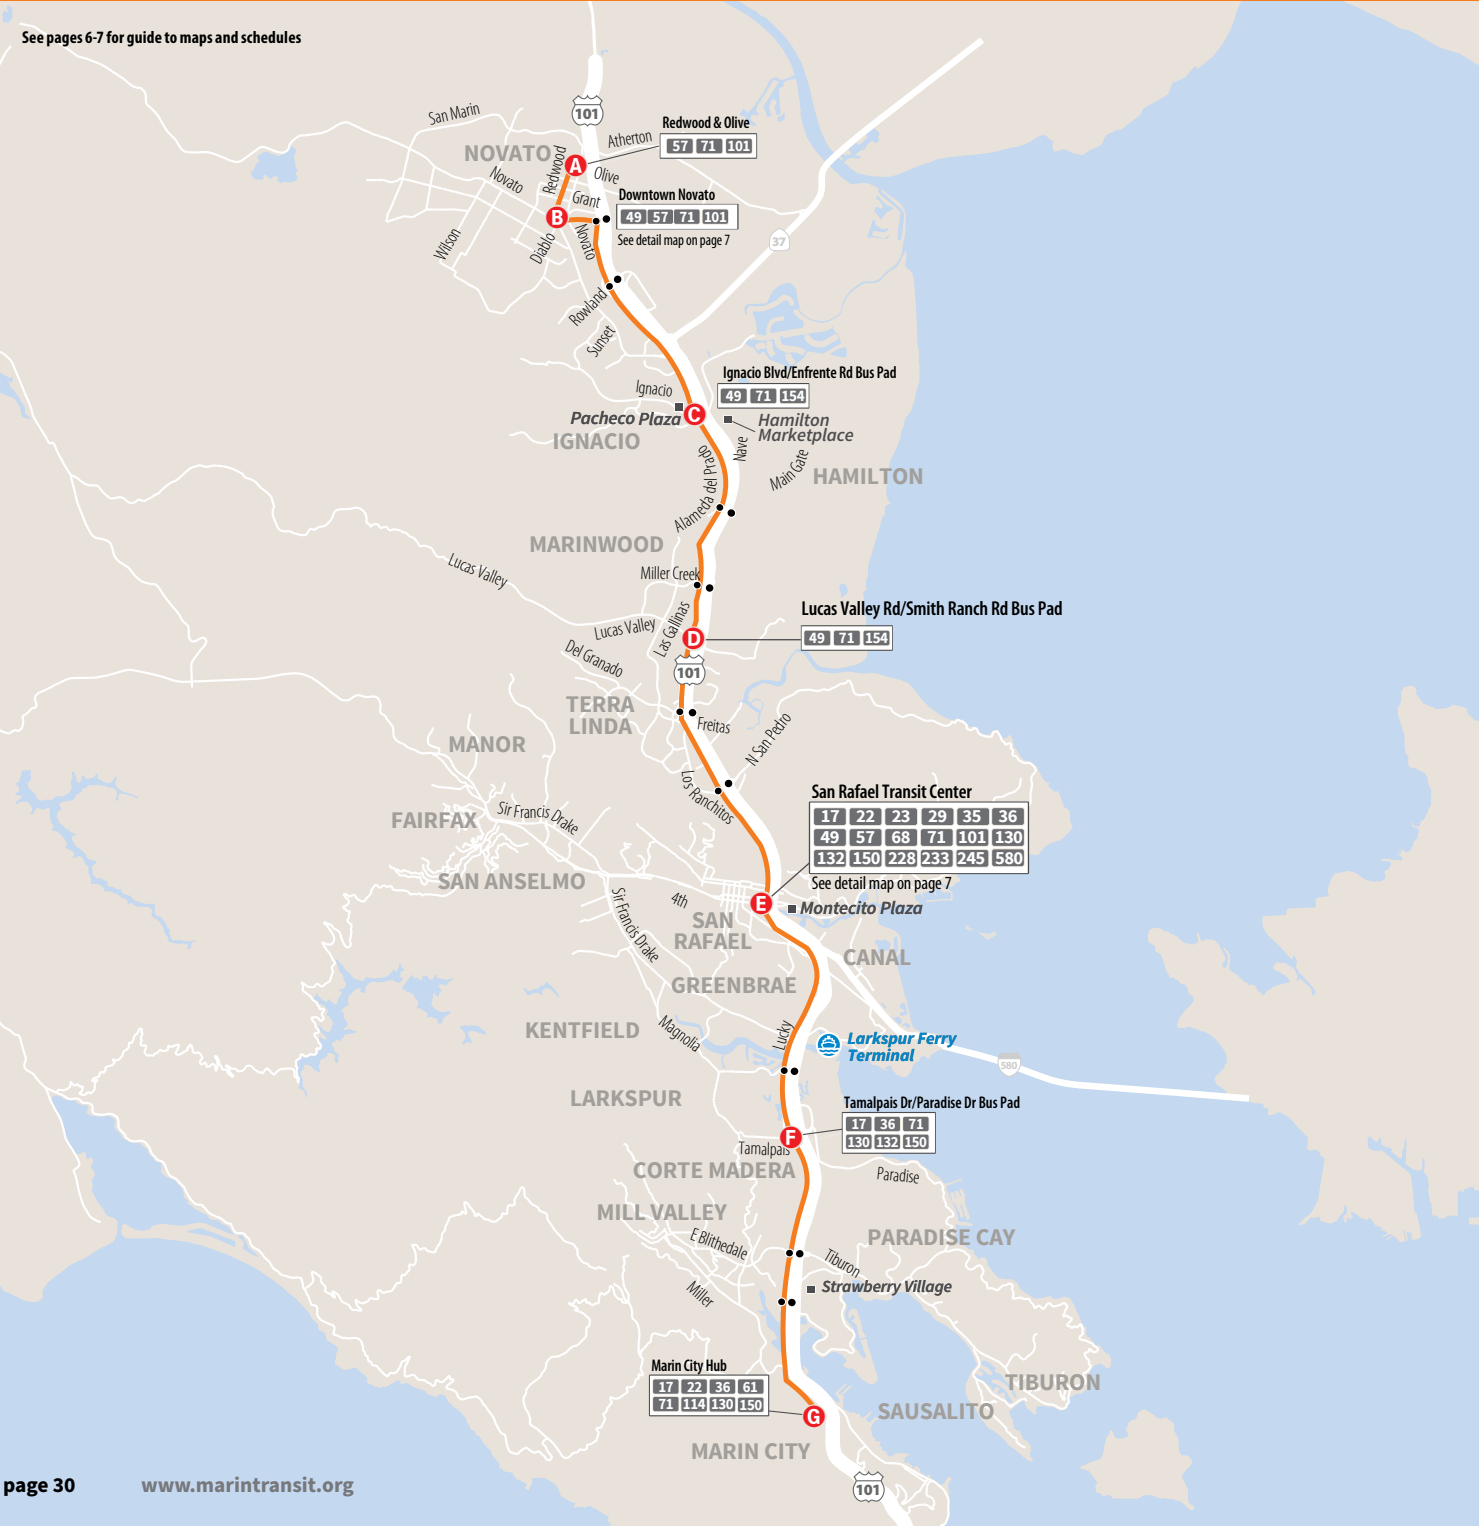 See pages 6-7 for guide to maps and schedules
San Marin
101
Redwood & Olive
57 71 101
Atherton
NOVATO
Redwood
A
Olive
Novato
Grant
Downtown Novato
49 57 71 101
See detail map on page 7
B
Wilson
Diablo
Novato
37
Rowland
Sunset
Ignacio Blvd/Enfrente Rd Bus Pad
49 71 154
Ignacio
Pacheco Plaza
C
Hamilton
Marketplace
IGNACIO
Nave
Main Gate
HAMILTON
Alameda del Prado
MARINWOOD
Lucas Valley
Miller Creek
Lucas Valley Rd/Smith Ranch Rd Bus Pad
49 71 154
Las Gallinas
Lucas Valley
D
Del Granado
101
TERRA
LINDA
Freitas
N San Pedro
MANOR
Los Ranchitos
San Rafael Transit Center
17 22 23 29 35 36
49 57 68 71 101 130
132 150 228 233 245 580
See detail map on page 7
Sir Francis Drake
FAIRFAX
SAN ANSELMO
4th
E
Montecito Plaza
Sir Francis Drake
SAN
RAFAEL
CANAL
GREENBRAE
KENTFIELD
Magnolia
Lucky
Larkspur Ferry
Terminal
580
LARKSPUR
Tamalpais Dr/Paradise Dr Bus Pad
17 36 71
130 132 150
F
Tamalpais
CORTE MADERA
Paradise
MILL VALLEY
E Blithedale
PARADISE CAY
Tiburon
Strawberry Village
Miller
Marin City Hub
17 22 36 61
71 114 130 150
G
TIBURON
SAUSALITO
MARIN CITY
101
page 30 www.marintransit.org